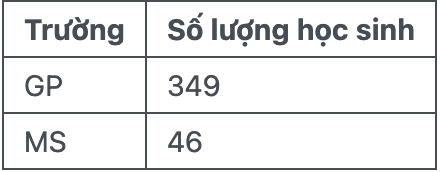 Trường Số lượng học sinh
GP 349
MS 46